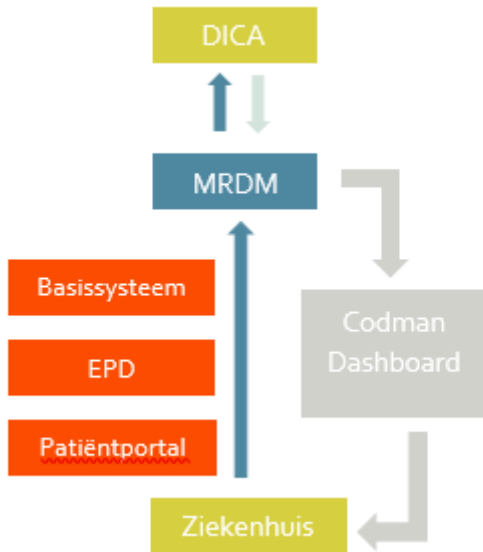 DICA
MRDM
Basissysteem
EPD
Patiëntportal
Codman
Dashboard
Ziekenhuis